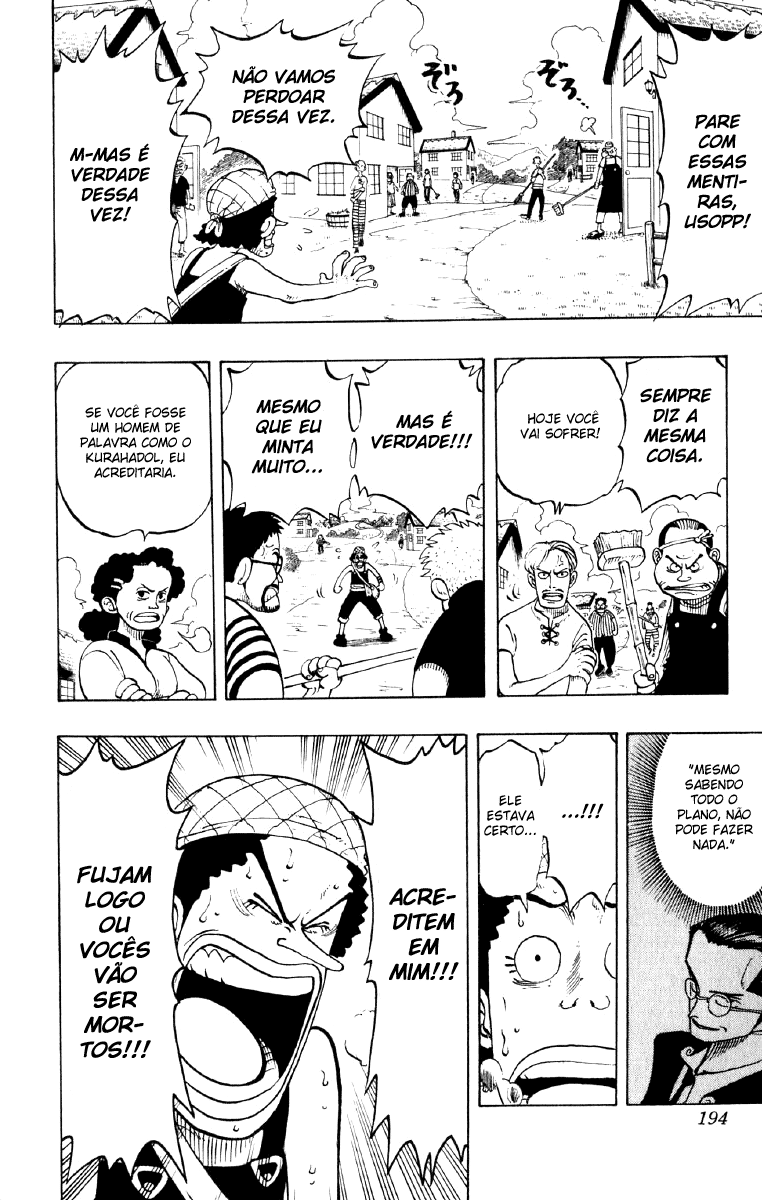 PARE
COM
ESSAS
MENTI-
RAS,
USOPP!
ぞろ…
ぞろ
NÃO VAMOS
PERDOAR
DESSA VEZ.
M-MAS É
VERDADE
DESSA
VEZ!
SEMPRE
DIZ A
MESMA
COISA.
HOJE VOCÊ
VAI SOFRER!
MAS É
VERDADE!!!
MESMO
QUE EU
MINTA
MUITO...
SE VOCÊ FOSSE
UM HOMEM DE
PALAVRA COMO O
KURAHADOL, EU
ACREDITARIA.
"MESMO
SABENDO
TODO O
PLANO, NÃO
PODE FAZER
NADA."
...!!!
ELE
ESTAVA
CERTO...
ACRE-
DITEM
EM
MIM!!!
FUJAM
LOGO
OU
VOCÊS
VÃO
SER
MOR-
TOS!!!
194